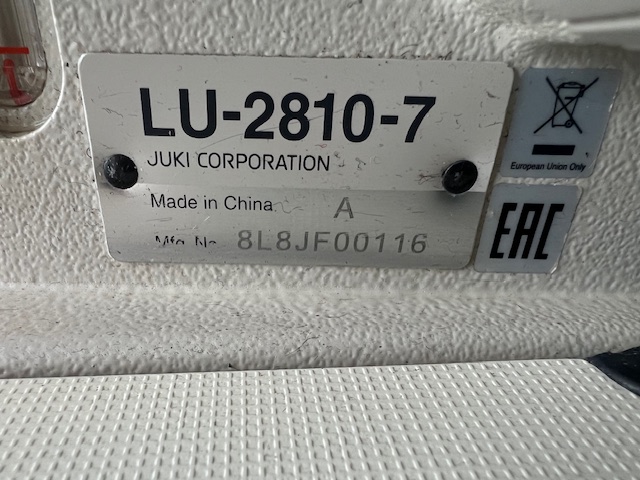 LU-2810-7
JUKI CORPORATION
Made in China A
Mfg. No. 8L8JF00116
European Union Only
EAC